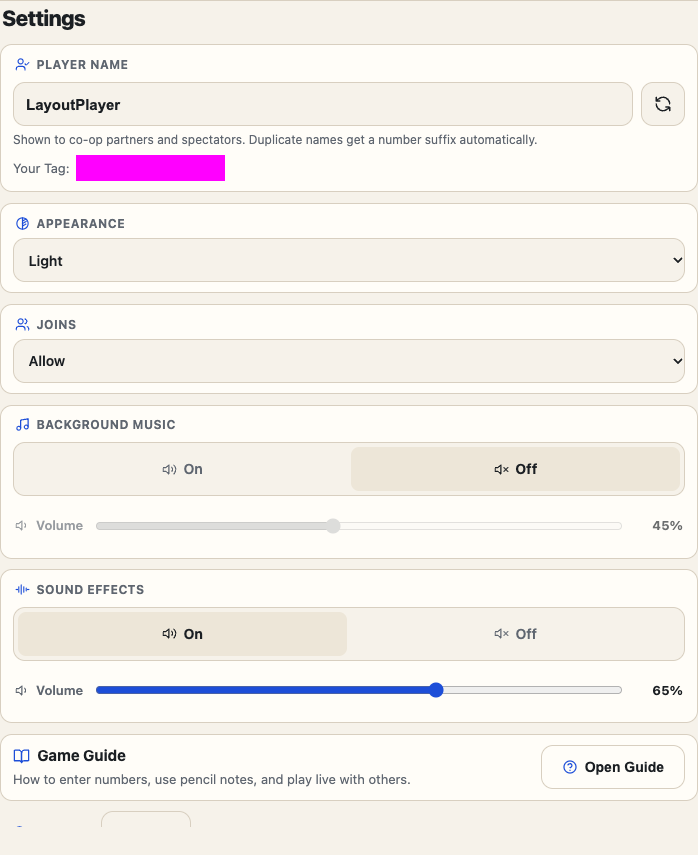 Settings
PLAYER NAME
LayoutPlayer
Shown to co-op partners and spectators. Duplicate names get a number suffix automatically.
Your Tag:
APPEARANCE
Light
JOINS
Allow
BACKGROUND MUSIC
On
Off
Volume
45%
SOUND EFFECTS
On
Off
Volume
65%
Game Guide
How to enter numbers, use pencil notes, and play live with others.
Open Guide